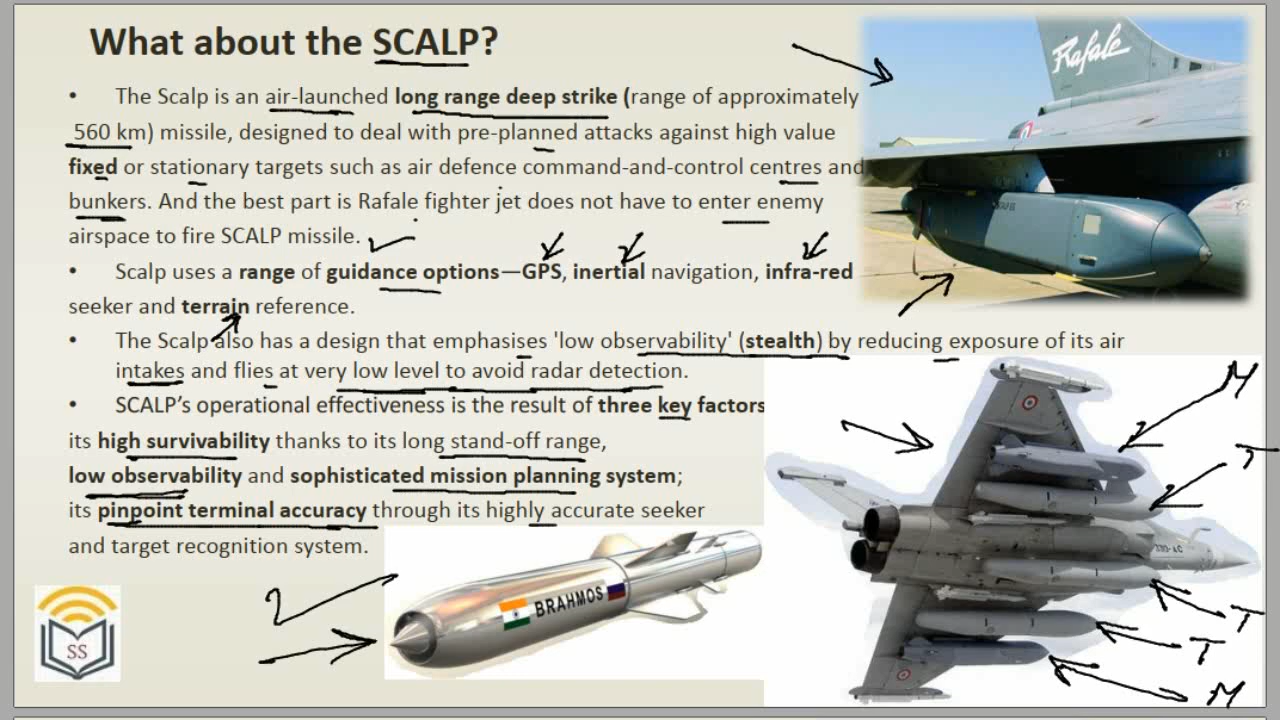 What about the SCALP?
• The Scalp is an air-launched long range deep strike (range of approximately
560 km) missile, designed to deal with pre-planned attacks against high value
fixed or stationary targets such as air defence command-and-control centres and
bunkers. And the best part is Rafale fighter jet does not have to enter enemy
airspace to fire SCALP missile.
• Scalp uses a range of guidance options—GPS, inertial navigation, infra-red
seeker and terrain reference.
• The Scalp also has a design that emphasises 'low observability' (stealth) by reducing exposure of its air
intakes and flies at very low level to avoid radar detection.
• SCALP’s operational effectiveness is the result of three key factors
its high survivability thanks to its long stand-off range,
low observability and sophisticated mission planning system;
its pinpoint terminal accuracy through its highly accurate seeker
and target recognition system.
Rafale
M
T
T
T
M
BRAHMOS
SS